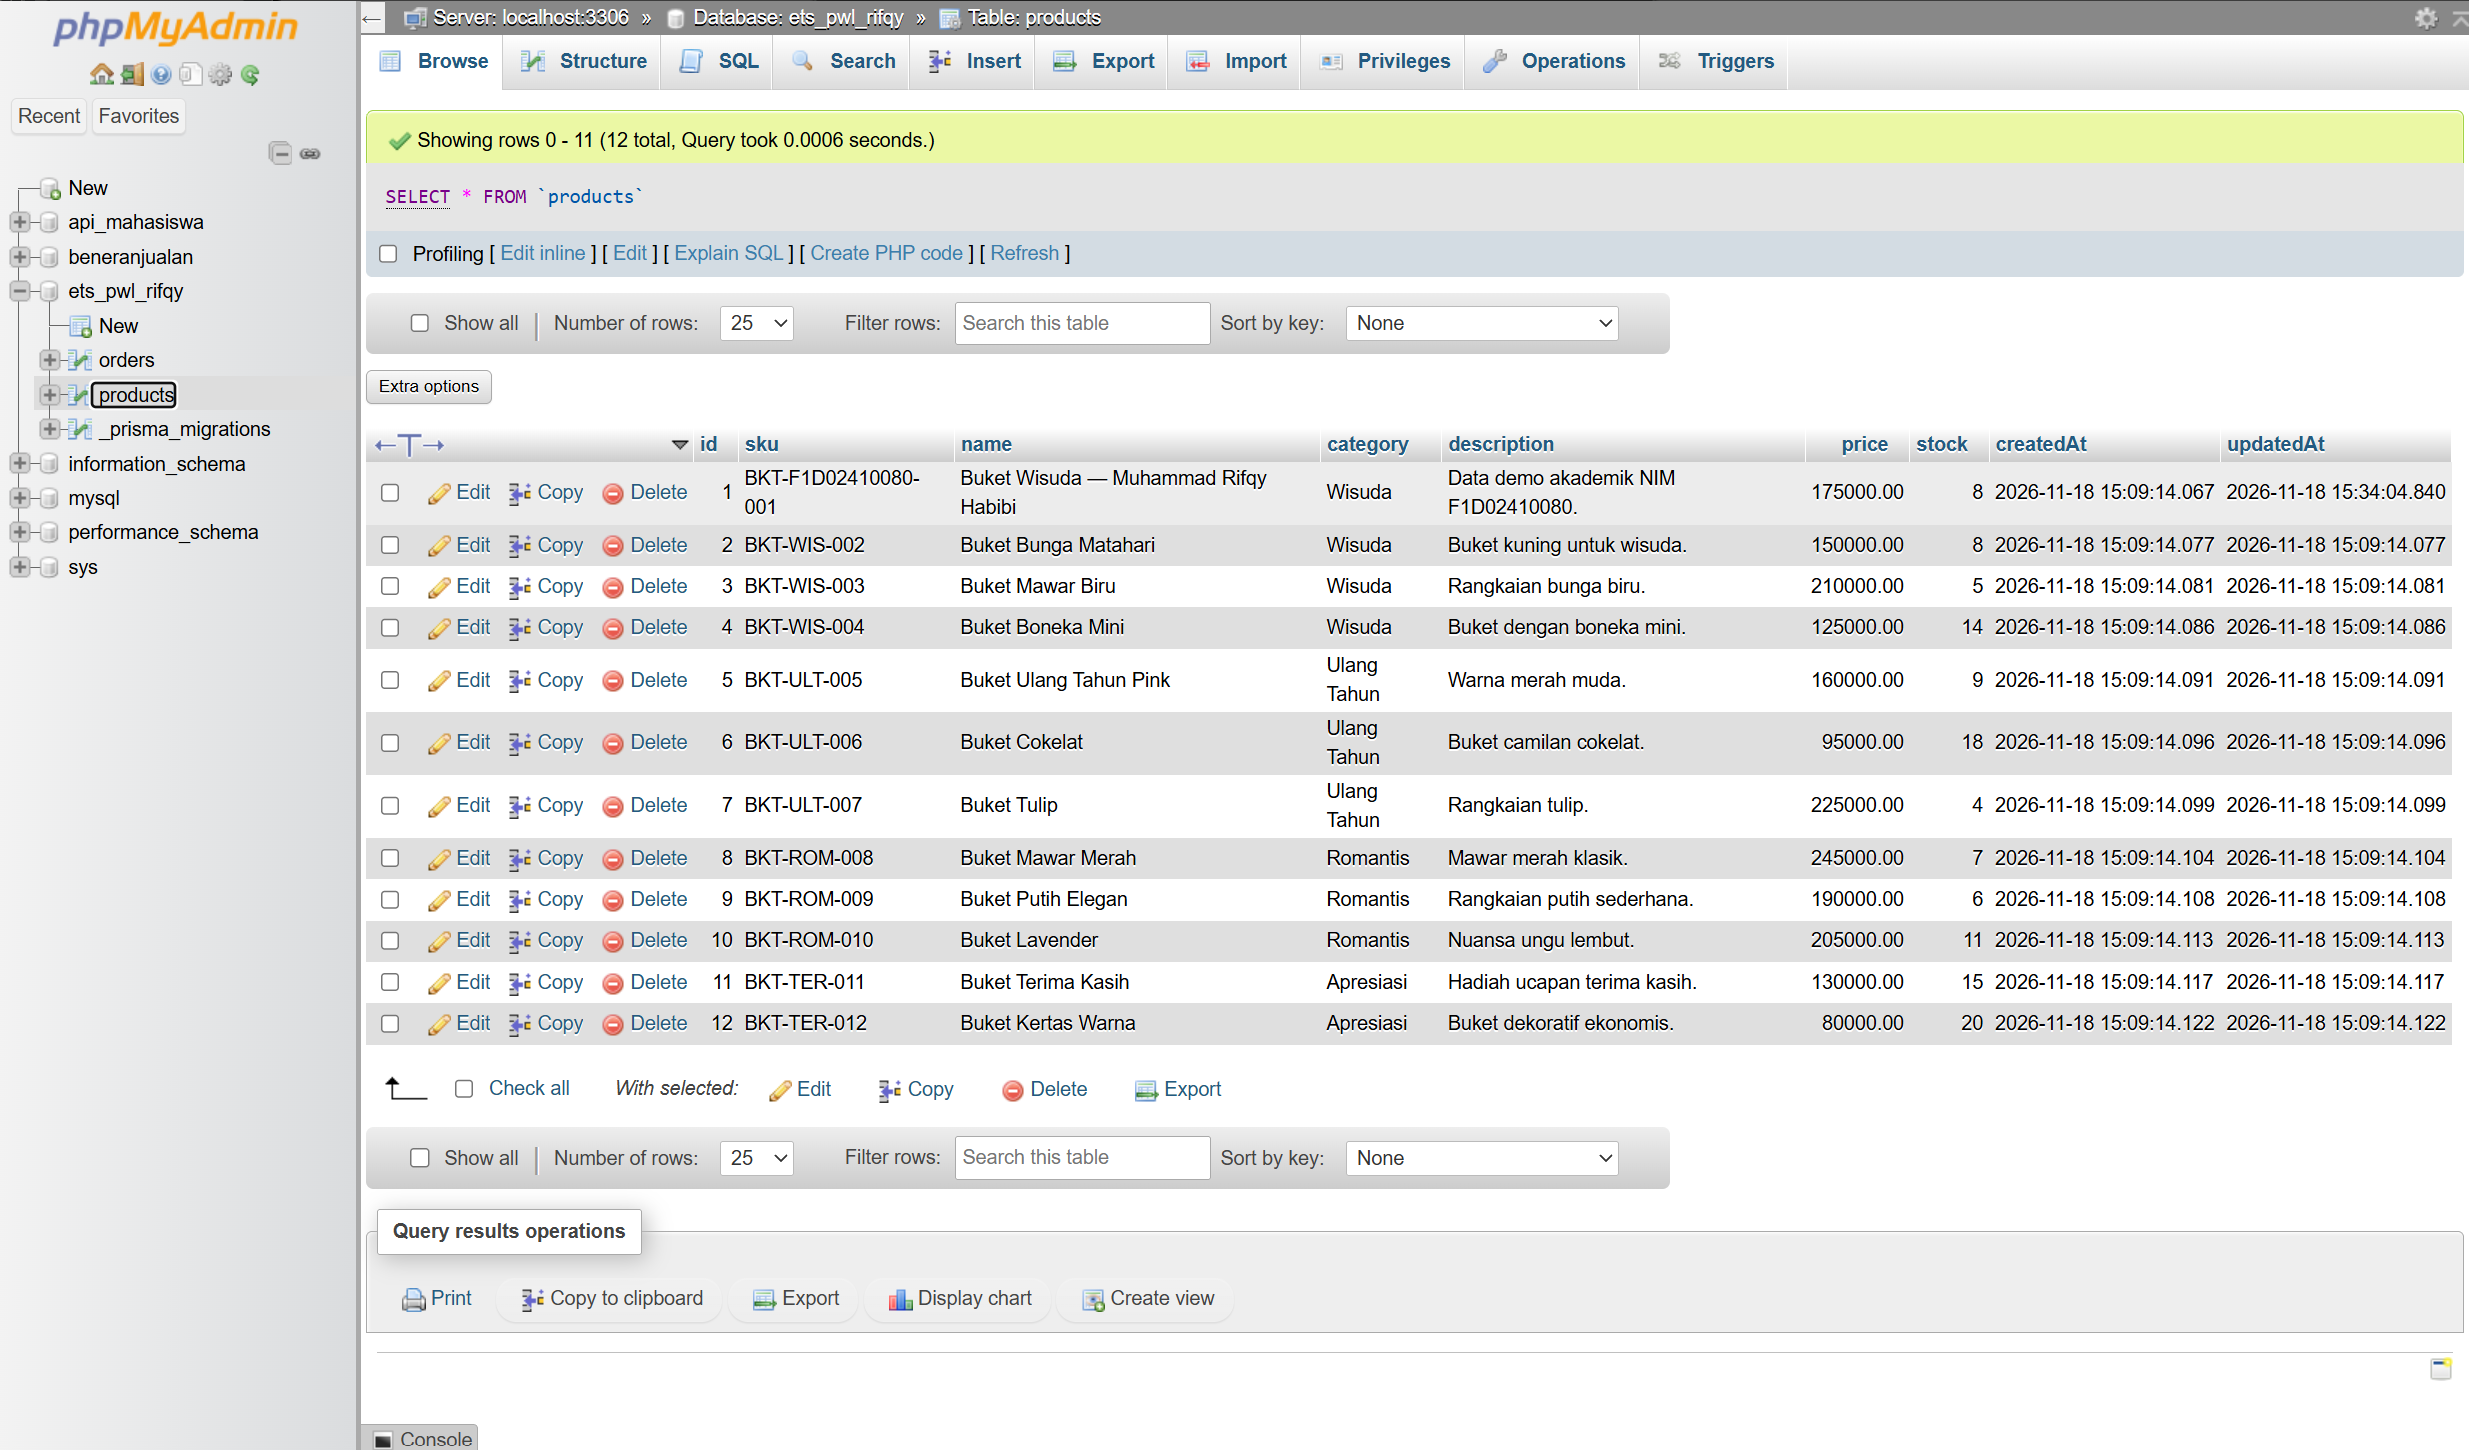 phpMyAdmin
Recent Favorites
New
api_mahasiswa
beneranjualan
ets_pwl_rifqy
New
orders
products
_prisma_migrations
information_schema
mysql
performance_schema
sys
Server: localhost:3306 » Database: ets_pwl_rifqy » Table: products
Browse Structure SQL Search Insert Export Import Privileges Operations Triggers
Showing rows 0 - 11 (12 total, Query took 0.0006 seconds.)
SELECT * FROM `products`
Profiling [ Edit inline ] [ Edit ] [ Explain SQL ] [ Create PHP code ] [ Refresh ]
Show all | Number of rows: 25 Filter rows: Search this table Sort by key: None
Extra options
id sku name category description price stock createdAt updatedAt
Edit Copy Delete 1 BKT-F1D02410080-001 Buket Wisuda — Muhammad Rifqy Habibi Wisuda Data demo akademik NIM F1D02410080. 175000.00 8 2026-11-18 15:09:14.067 2026-11-18 15:34:04.840
Edit Copy Delete 2 BKT-WIS-002 Buket Bunga Matahari Wisuda Buket kuning untuk wisuda. 150000.00 8 2026-11-18 15:09:14.077 2026-11-18 15:09:14.077
Edit Copy Delete 3 BKT-WIS-003 Buket Mawar Biru Wisuda Rangkaian bunga biru. 210000.00 5 2026-11-18 15:09:14.081 2026-11-18 15:09:14.081
Edit Copy Delete 4 BKT-WIS-004 Buket Boneka Mini Wisuda Buket dengan boneka mini. 125000.00 14 2026-11-18 15:09:14.086 2026-11-18 15:09:14.086
Edit Copy Delete 5 BKT-ULT-005 Buket Ulang Tahun Pink Ulang Tahun Warna merah muda. 160000.00 9 2026-11-18 15:09:14.091 2026-11-18 15:09:14.091
Edit Copy Delete 6 BKT-ULT-006 Buket Cokelat Ulang Tahun Buket camilan cokelat. 95000.00 18 2026-11-18 15:09:14.096 2026-11-18 15:09:14.096
Edit Copy Delete 7 BKT-ULT-007 Buket Tulip Ulang Tahun Rangkaian tulip. 225000.00 4 2026-11-18 15:09:14.099 2026-11-18 15:09:14.099
Edit Copy Delete 8 BKT-ROM-008 Buket Mawar Merah Romantis Mawar merah klasik. 245000.00 7 2026-11-18 15:09:14.104 2026-11-18 15:09:14.104
Edit Copy Delete 9 BKT-ROM-009 Buket Putih Elegan Romantis Rangkaian putih sederhana. 190000.00 6 2026-11-18 15:09:14.108 2026-11-18 15:09:14.108
Edit Copy Delete 10 BKT-ROM-010 Buket Lavender Romantis Nuansa ungu lembut. 205000.00 11 2026-11-18 15:09:14.113 2026-11-18 15:09:14.113
Edit Copy Delete 11 BKT-TER-011 Buket Terima Kasih Apresiasi Hadiah ucapan terima kasih. 130000.00 15 2026-11-18 15:09:14.117 2026-11-18 15:09:14.117
Edit Copy Delete 12 BKT-TER-012 Buket Kertas Warna Apresiasi Buket dekoratif ekonomis. 80000.00 20 2026-11-18 15:09:14.122 2026-11-18 15:09:14.122
Check all With selected: Edit Copy Delete Export
Show all | Number of rows: 25 Filter rows: Search this table Sort by key: None
Query results operations
Print Copy to clipboard Export Display chart Create view
Console